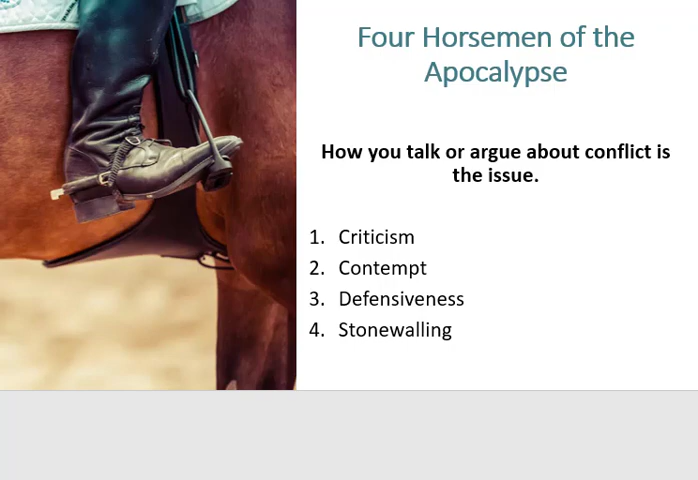 Four Horsemen of the
Apocalypse
How you talk or argue about conflict is
the issue.
1. Criticism
2. Contempt
3. Defensiveness
4. Stonewalling